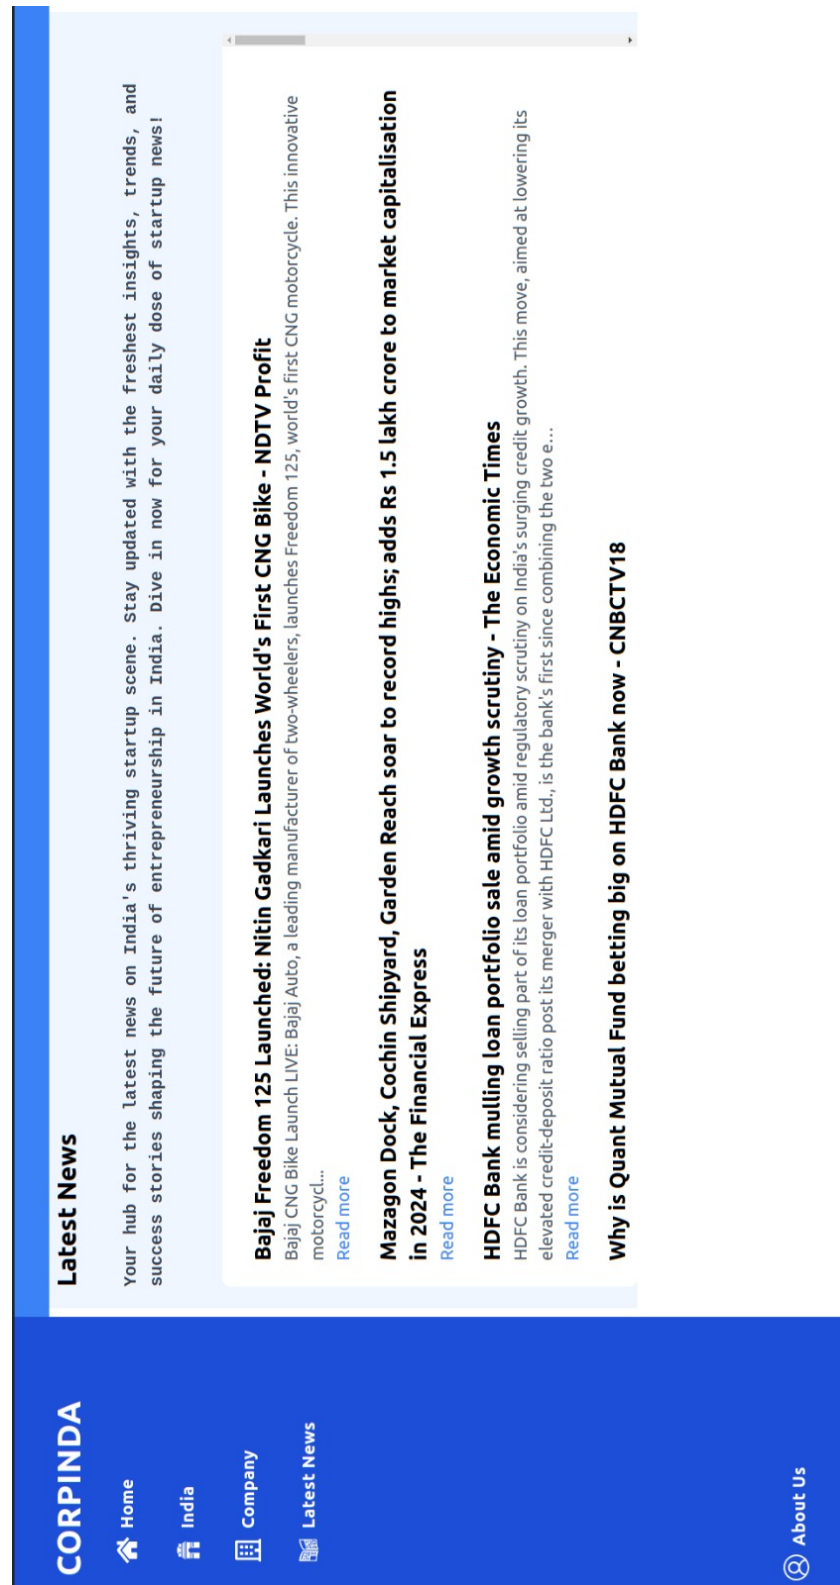 CORPINDA
Home
India
Company
Latest News
About Us
Latest News
Your hub for the latest news on India's thriving startup scene. Stay updated with the freshest insights, trends, and
success stories shaping the future of entrepreneurship in India. Dive in now for your daily dose of startup news!
Bajaj Freedom 125 Launched: Nitin Gadkari Launches World's First CNG Bike - NDTV Profit
Bajaj CNG Bike Launch LIVE: Bajaj Auto, a leading manufacturer of two-wheelers, launches Freedom 125, world's first CNG motorcycle. This innovative
motorcycl...
Read more
Mazagon Dock, Cochin Shipyard, Garden Reach soar to record highs; adds Rs 1.5 lakh crore to market capitalisation
in 2024 - The Financial Express
Read more
HDFC Bank mulling loan portfolio sale amid growth scrutiny - The Economic Times
HDFC Bank is considering selling part of its loan portfolio amid regulatory scrutiny on India's surging credit growth. This move, aimed at lowering its
elevated credit-deposit ratio post its merger with HDFC Ltd., is the bank's first since combining the two e...
Read more
Why is Quant Mutual Fund betting big on HDFC Bank now - CNBCTV18